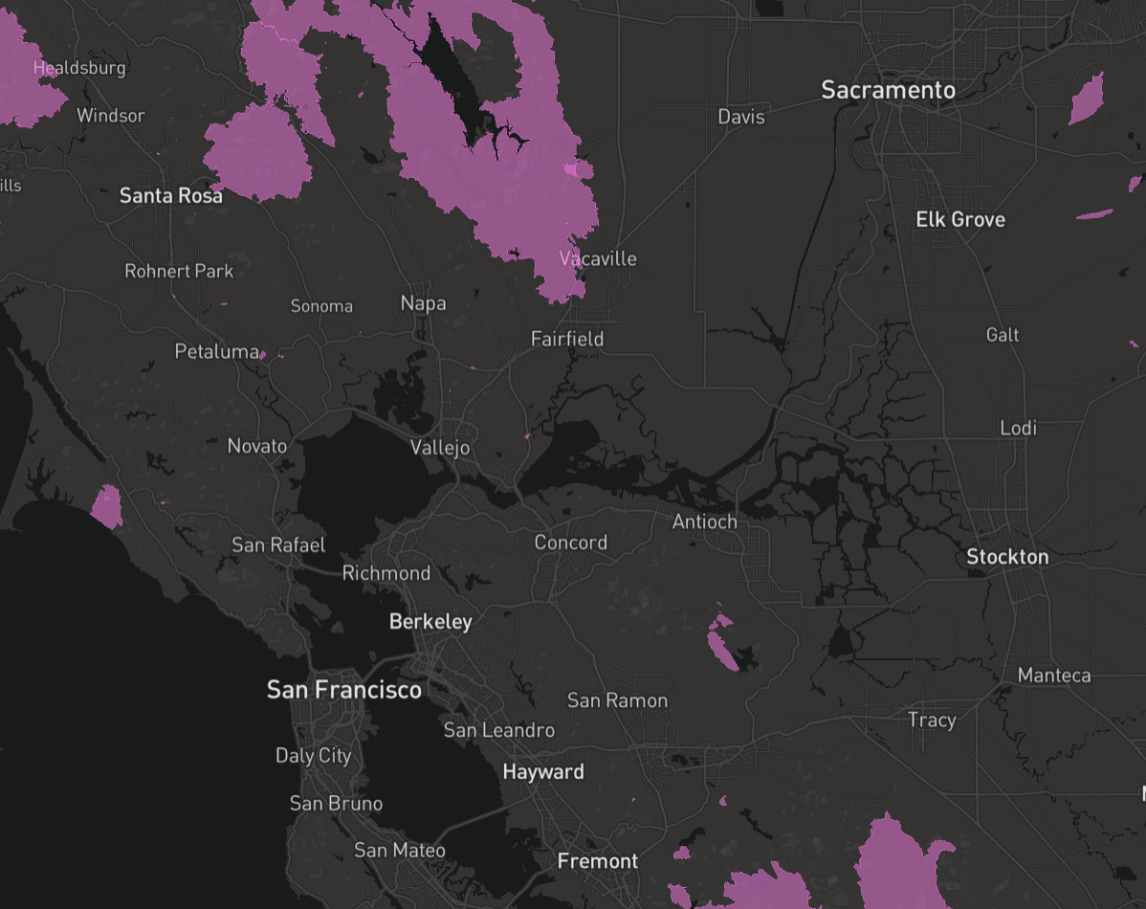 Healdsburg
Windsor
Sacramento
Davis
ills
Santa Rosa
Elk Grove
Vacaville
Rohnert Park
Sonoma
Napa
Fairfield
Galt
Petaluma
Lodi
Novato
Vallejo
Antioch
San Rafael
Concord
Stockton
Richmond
Berkeley
Manteca
San Francisco
San Ramon
Tracy
San Leandro
Daly City
Hayward
San Bruno
San Mateo
Fremont